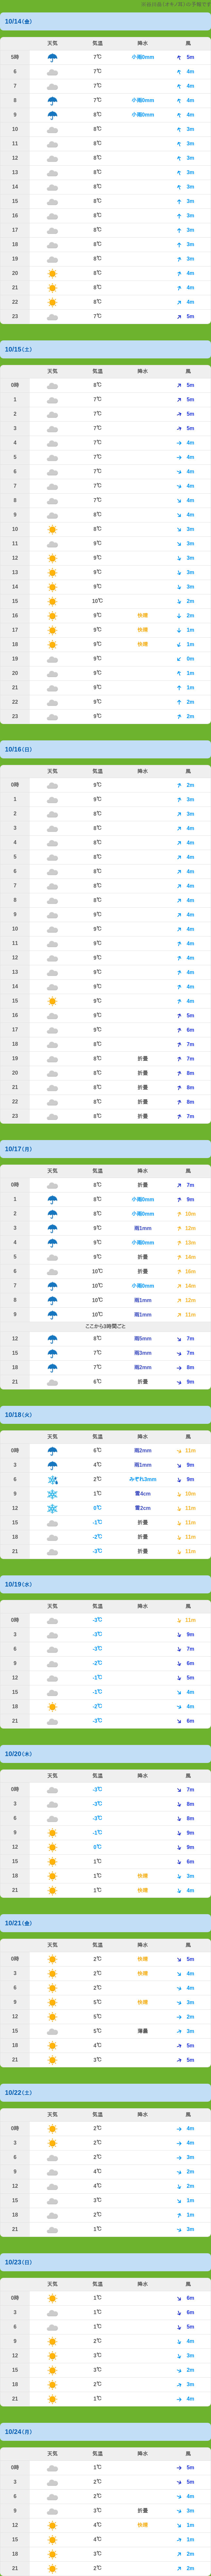 10/14(金)
天気 気温 降水 風
5時 7℃ 小雨0mm 5m
6 7℃ 4m
7 7℃ 4m
8 7℃ 小雨0mm 4m
9 8℃ 小雨0mm 4m
10 8℃ 3m
11 8℃ 3m
12 8℃ 3m
13 8℃ 3m
14 8℃ 3m
15 8℃ 3m
16 8℃ 3m
17 8℃ 3m
18 8℃ 3m
19 8℃ 3m
20 8℃ 4m
21 8℃ 4m
22 8℃ 4m
23 7℃ 5m
10/15(土)
天気 気温 降水 風
0時 8℃ 5m
1 7℃ 5m
2 7℃ 5m
3 7℃ 5m
4 7℃ 4m
5 7℃ 4m
6 7℃ 4m
7 7℃ 4m
8 7℃ 4m
9 8℃ 4m
10 8℃ 3m
11 9℃ 3m
12 9℃ 3m
13 9℃ 3m
14 9℃ 3m
15 10℃ 2m
16 9℃ 快晴 2m
17 9℃ 快晴 1m
18 9℃ 快晴 1m
19 9℃ 0m
20 9℃ 1m
21 9℃ 1m
22 9℃ 2m
23 9℃ 2m
10/16(日)
天気 気温 降水 風
0時 9℃ 2m
1 9℃ 3m
2 8℃ 3m
3 8℃ 4m
4 8℃ 4m
5 8℃ 4m
6 8℃ 4m
7 8℃ 4m
8 8℃ 4m
9 9℃ 4m
10 9℃ 4m
11 9℃ 4m
12 9℃ 4m
13 9℃ 4m
14 9℃ 4m
15 9℃ 4m
16 9℃ 5m
17 9℃ 6m
18 8℃ 7m
19 8℃ 折曇 7m
20 8℃ 折曇 8m
21 8℃ 折曇 8m
22 8℃ 折曇 8m
23 8℃ 折曇 7m
10/17(月)
天気 気温 降水 風
0時 8℃ 折曇 7m
1 8℃ 小雨0mm 9m
2 8℃ 小雨0mm 10m
3 9℃ 雨1mm 12m
4 9℃ 小雨0mm 13m
5 9℃ 折曇 14m
6 10℃ 折曇 16m
7 10℃ 小雨0mm 14m
8 10℃ 雨1mm 12m
9 10℃ 雨1mm 11m
ここから3時間ごと
12 8℃ 雨5mm 7m
15 7℃ 雨3mm 7m
18 7℃ 雨2mm 8m
21 6℃ 折曇 9m
10/18(火)
天気 気温 降水 風
0時 6℃ 雨2mm 11m
3 4℃ 雨1mm 9m
6 2℃ みぞれ3mm 9m
9 1℃ 雪4cm 10m
12 0℃ 雪2cm 11m
15 -1℃ 折曇 11m
18 -2℃ 折曇 11m
21 -3℃ 折曇 11m
10/19(水)
天気 気温 降水 風
0時 -3℃ 11m
3 -3℃ 9m
6 -3℃ 7m
9 -2℃ 6m
12 -1℃ 5m
15 -1℃ 4m
18 -2℃ 4m
21 -3℃ 6m
10/20(木)
天気 気温 降水 風
0時 -3℃ 7m
3 -3℃ 8m
6 -3℃ 8m
9 -1℃ 9m
12 0℃ 9m
15 1℃ 6m
18 1℃ 快晴 3m
21 1℃ 快晴 4m
10/21(金)
天気 気温 降水 風
0時 2℃ 快晴 5m
3 2℃ 快晴 4m
6 2℃ 4m
9 5℃ 快晴 3m
12 5℃ 2m
15 5℃ 薄曇 3m
18 4℃ 5m
21 3℃ 5m
10/22(土)
天気 気温 降水 風
0時 2℃ 4m
3 2℃ 4m
6 2℃ 3m
9 4℃ 2m
12 4℃ 2m
15 3℃ 1m
18 2℃ 1m
21 1℃ 3m
10/23(日)
天気 気温 降水 風
0時 1℃ 6m
3 1℃ 6m
6 1℃ 5m
9 2℃ 4m
12 3℃ 3m
15 3℃ 2m
18 2℃ 3m
21 1℃ 4m
10/24(月)
天気 気温 降水 風
0時 1℃ 5m
3 2℃ 5m
6 2℃ 4m
9 3℃ 折曇 3m
12 4℃ 快晴 1m
15 4℃ 1m
18 3℃ 2m
21 2℃ 2m